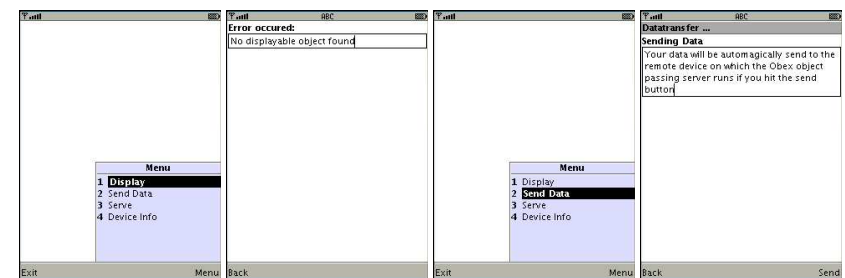 Menu
1 Display
2 Send Data
3 Serve
4 Device Info
Exit Menu
ABC
Error occured:
No displayable object found
Back
Menu
1 Display
2 Send Data
3 Serve
4 Device Info
Exit Menu
ABC
Datatransfer ...
Sending Data
Your data will be automagically send to the
remote device on which the Obex object
passing server runs if you hit the send
button
Back Send